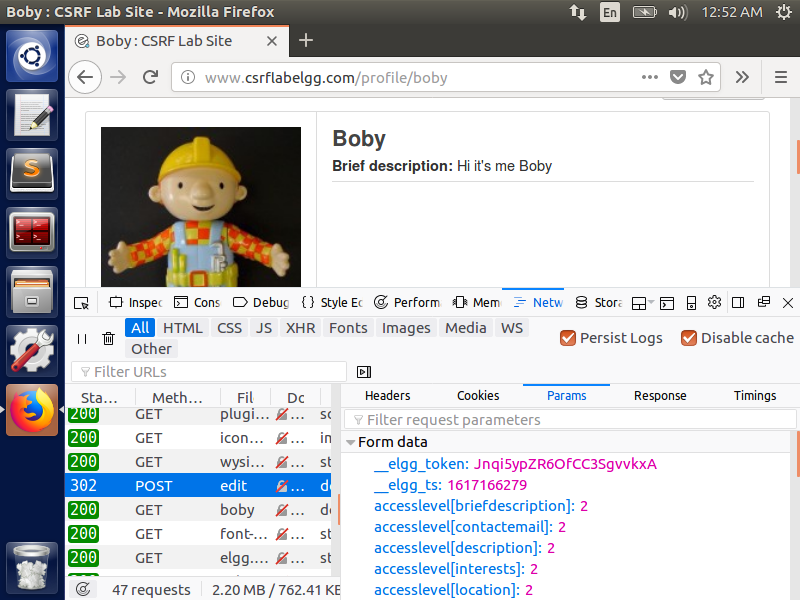 Boby : CSRF Lab Site - Mozilla Firefox
En
12:52 AM
Boby : CSRF Lab Site
www.csrflabelgg.com/profile/boby
Boby
Brief description: Hi it's me Boby
Inspec
Cons
Debug
Style Ec
Perform
Mem
Netw
Stora
All HTML CSS JS XHR Fonts Images Media WS
Other
Persist Logs
Disable cache
Filter URLs
Sta… Meth… Fil Do
200 GET plugi… … sc
200 GET icon… … im
200 GET wysi… … st
302 POST edit … do
200 GET boby … do
200 GET font-… … st
200 GET elgg.… … st
47 requests
2.20 MB / 762.41 KE
Headers Cookies Params Response Timings
Filter request parameters
Form data
__elgg_token: Jnqi5ypZR6OfCC3SgvvkxA
__elgg_ts: 1617166279
accesslevel[briefdescription]: 2
accesslevel[contactemail]: 2
accesslevel[description]: 2
accesslevel[interests]: 2
accesslevel[location]: 2